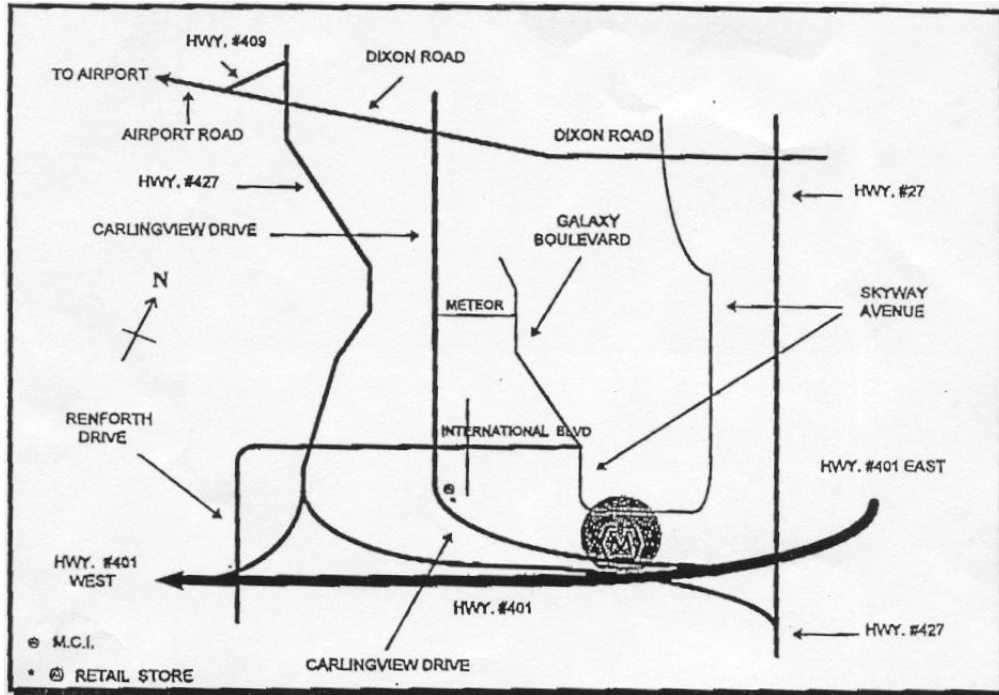 HWY. #409
TO AIRPORT
DIXON ROAD
AIRPORT ROAD
DIXON ROAD
HWY. #427
HWY. #27
CARLINGVIEW DRIVE
GALAXY
BOULEVARD
N
METEOR
SKYWAY
AVENUE
RENFORTH
DRIVE
INTERNATIONAL BLVD
HWY. #401 EAST
HWY. #401
WEST
HWY. #401
HWY. #427
M.C.I.
CARLINGVIEW DRIVE
* RETAIL STORE